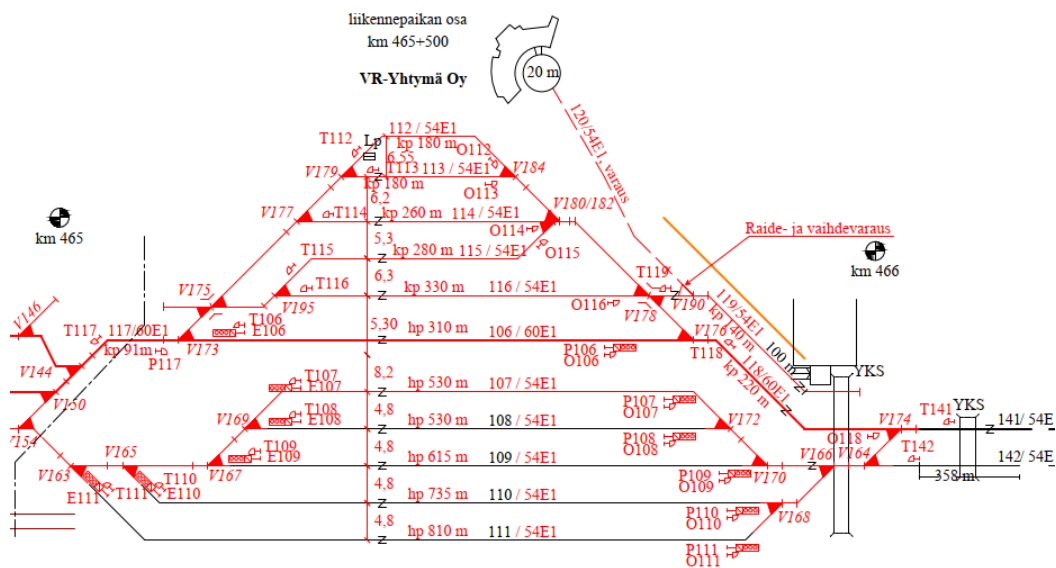 liikennepaikan osa
km 465+500
VR-Yhtymä Oy
20 m
120/54E1, varaus
T112
Lp
112 / 54E1
kp 180 m
6,55
O112
V179
T113
113 / 54E1
V184
kp 180 m
6,2
O113
V177
T114
kp 260 m
114 / 54E1
V180/182
O114
km 465
5,3
T115
kp 280 m
115 / 54E1
O115
Raide- ja vaihdevaraus
km 466
6,3
T116
kp 330 m
116 / 54E1
T119
V175
V195
O116
V190
V178
119/54E1
kp 140 m
V146
T117
117/60E1
kp 91m
P117
T106
E106
V173
5,30
hp 310 m
106 / 60E1
P106
O106
V176
T118
118/60E1
kp 220 m
100 m
YKS
V144
V150
8,2
T107
E107
hp 530 m
107 / 54E1
P107
O107
4,8
V154
V169
T108
E108
hp 530 m
108 / 54E1
P108
O108
V172
V174
T141
YKS
141/ 54E
O118
4,8
V163
V165
T109
E109
hp 615 m
109 / 54E1
V166
V164
T142
142/ 54E
358 m
E111
T111
T110
E110
V167
P109
O109
V170
4,8
hp 735 m
110 / 54E1
P110
O110
V168
4,8
hp 810 m
111 / 54E1
P111
O111